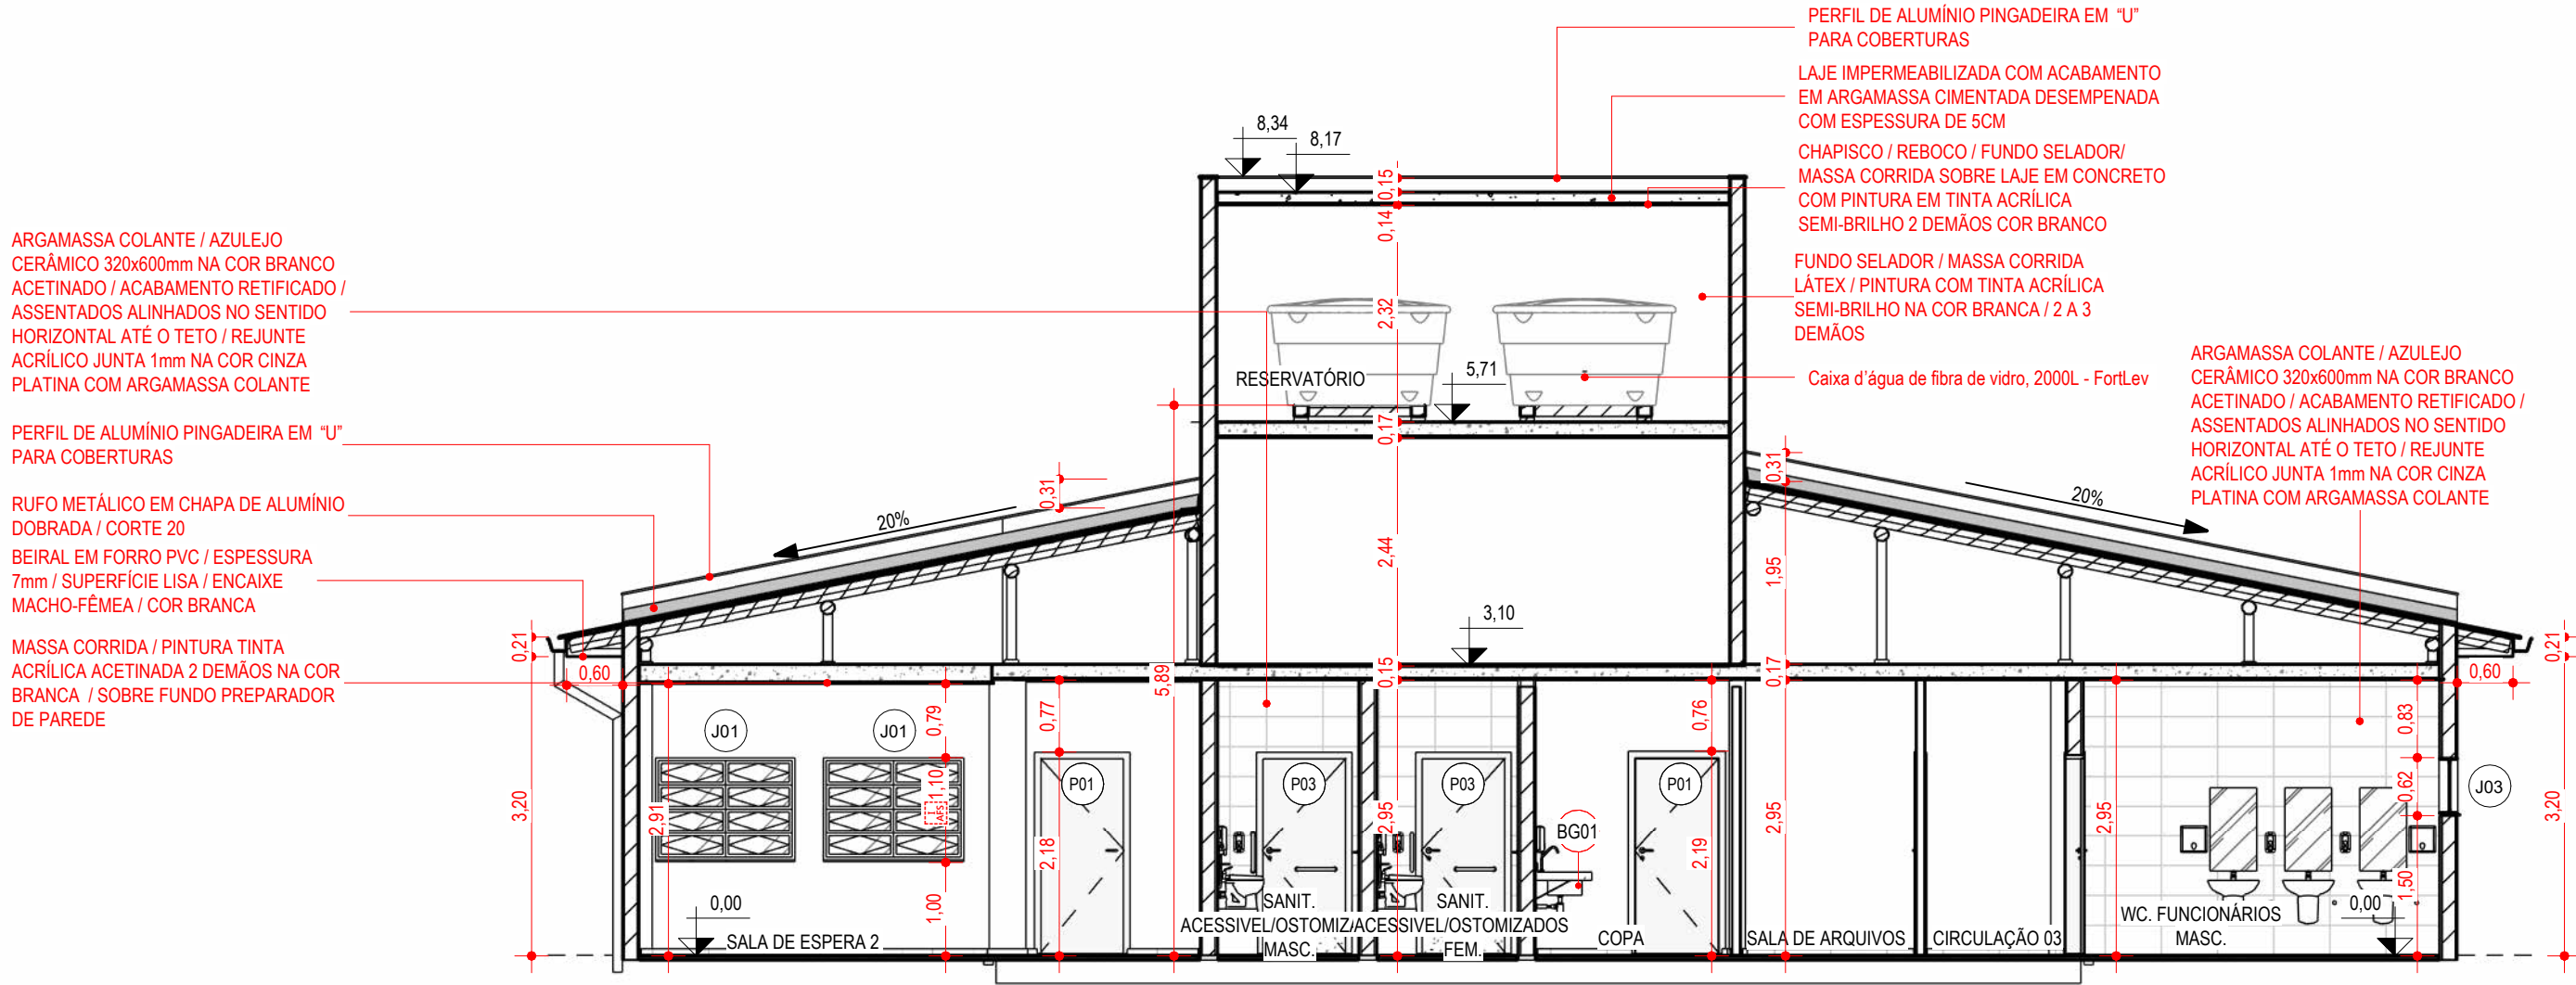 PERFIL DE ALUMÍNIO PINGADEIRA EM “U”
PARA COBERTURAS
LAJE IMPERMEABILIZADA COM ACABAMENTO
EM ARGAMASSA CIMENTADA DESEMPENADA
COM ESPESSURA DE 5CM
CHAPISCO / REBOCO / FUNDO SELADOR/
MASSA CORRIDA SOBRE LAJE EM CONCRETO
COM PINTURA EM TINTA ACRÍLICA
SEMI-BRILHO 2 DEMÃOS COR BRANCO
FUNDO SELADOR / MASSA CORRIDA
LÁTEX / PINTURA COM TINTA ACRÍLICA
SEMI-BRILHO NA COR BRANCA / 2 A 3
DEMÃOS
Caixa d’água de fibra de vidro, 2000L - FortLev
ARGAMASSA COLANTE / AZULEJO
CERÂMICO 320x600mm NA COR BRANCO
ACETINADO / ACABAMENTO RETIFICADO /
ASSENTADOS ALINHADOS NO SENTIDO
HORIZONTAL ATÉ O TETO / REJUNTE
ACRÍLICO JUNTA 1mm NA COR CINZA
PLATINA COM ARGAMASSA COLANTE
ARGAMASSA COLANTE / AZULEJO
CERÂMICO 320x600mm NA COR BRANCO
ACETINADO / ACABAMENTO RETIFICADO /
ASSENTADOS ALINHADOS NO SENTIDO
HORIZONTAL ATÉ O TETO / REJUNTE
ACRÍLICO JUNTA 1mm NA COR CINZA
PLATINA COM ARGAMASSA COLANTE
PERFIL DE ALUMÍNIO PINGADEIRA EM “U”
PARA COBERTURAS
RUFO METÁLICO EM CHAPA DE ALUMÍNIO
DOBRADA / CORTE 20
BEIRAL EM FORRO PVC / ESPESSURA
7mm / SUPERFÍCIE LISA / ENCAIXE
MACHO-FÊMEA / COR BRANCA
MASSA CORRIDA / PINTURA TINTA
ACRÍLICA ACETINADA 2 DEMÃOS NA COR
BRANCA / SOBRE FUNDO PREPARADOR
DE PAREDE
8,34
8,17
0,15
0,14
2,32
RESERVATÓRIO
5,71
0,17
0,31
20%
0,31
20%
2,44
1,95
3,10
0,21
0,60
5,89
0,15
0,17
0,21
0,60
J01
J01
0,79
0,77
0,76
0,83
1,10
P01
P03
P03
P01
0,62
J03
3,20
2,91
2,18
2,95
BG01
2,19
2,95
2,95
3,20
1,00
1,50
0,00
0,00
SALA DE ESPERA 2
SANIT.
ACESSIVEL/OSTOMIZ
MASC.
SANIT.
ACESSIVEL/OSTOMIZADOS
FEM.
COPA
SALA DE ARQUIVOS
CIRCULAÇÃO 03
WC. FUNCIONÁRIOS
MASC.